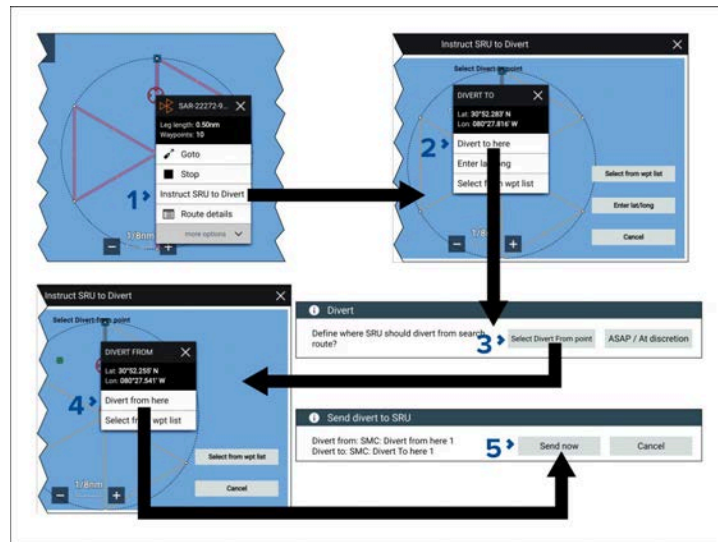 SAR-22272-9...
Leg length: 0.50nm
Waypoints: 10
Goto
Stop
1 Instruct SRU to Divert
Route details
more options
1/8nm
Instruct SRU to Divert
DIVERT TO
Lat: 30°52.283' N
Lon: 080°27.816' W
2 Divert to here
Enter lat/long
Select from wpt list
Select from wpt list
Enter lat/long
Cancel
Instruct SRU to Divert
Select Divert from point
DIVERT FROM
Lat: 30°52.255' N
Lon: 080°27.541' W
4 Divert from here
Select from wpt list
Select from wpt list
Cancel
1/8nm
Divert
Define where SRU should divert from search
route?
3 Select Divert From point
ASAP / At discretion
Send divert to SRU
Divert from: SMC: Divert from here 1
Divert to: SMC: Divert To here 1
5 Send now
Cancel